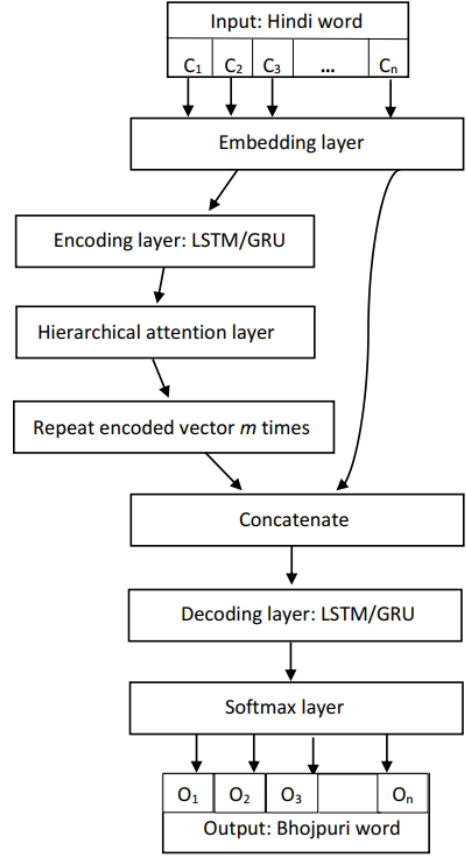 Input: Hindi word
C1 C2 C3 ... Cn
Embedding layer
Encoding layer: LSTM/GRU
Hierarchical attention layer
Repeat encoded vector m times
Concatenate
Decoding layer: LSTM/GRU
Softmax layer
O1 O2 O3 On
Output: Bhojpuri word